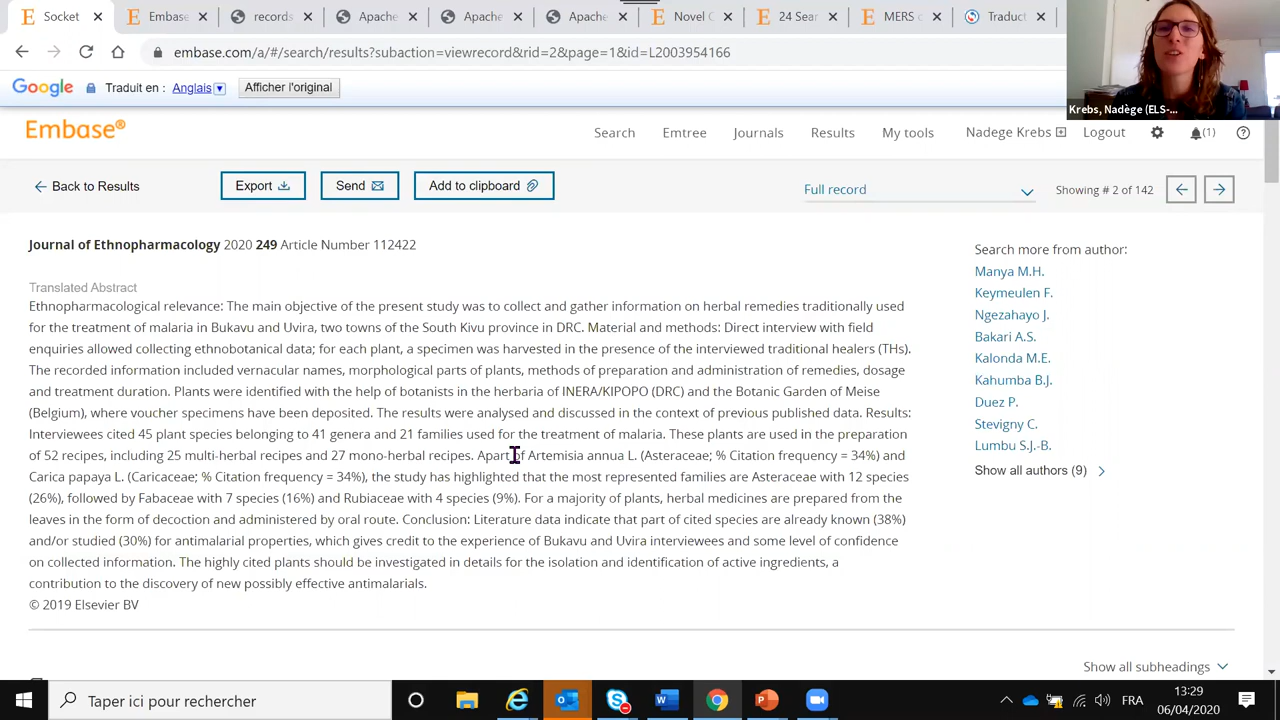 Socket
Embase
records
Apache
Apache
Apache
Novel C
24 Sear
MERS c
Traduct
embase.com/a/#/search/results?subaction=viewrecord&rid=2&page=1&id=L2003954166
Google
Traduit en :
Anglais
Afficher l'original
Krebs, Nadège (ELS-...
Embase®
Search
Emtree
Journals
Results
My tools
Nadege Krebs
Logout
(1)
Back to Results
Export
Send
Add to clipboard
Full record
Showing # 2 of 142
Journal of Ethnopharmacology 2020 249 Article Number 112422
Translated Abstract
Ethnopharmacological relevance: The main objective of the present study was to collect and gather information on herbal remedies traditionally used
for the treatment of malaria in Bukavu and Uvira, two towns of the South Kivu province in DRC. Material and methods: Direct interview with field
enquiries allowed collecting ethnobotanical data; for each plant, a specimen was harvested in the presence of the interviewed traditional healers (THs).
The recorded information included vernacular names, morphological parts of plants, methods of preparation and administration of remedies, dosage
and treatment duration. Plants were identified with the help of botanists in the herbaria of INERA/KIPOPO (DRC) and the Botanic Garden of Meise
(Belgium), where voucher specimens have been deposited. The results were analysed and discussed in the context of previous published data. Results:
Interviewees cited 45 plant species belonging to 41 genera and 21 families used for the treatment of malaria. These plants are used in the preparation
of 52 recipes, including 25 multi-herbal recipes and 27 mono-herbal recipes. Apart of Artemisia annua L. (Asteraceae; % Citation frequency = 34%) and
Carica papaya L. (Caricaceae; % Citation frequency = 34%), the study has highlighted that the most represented families are Asteraceae with 12 species
(26%), followed by Fabaceae with 7 species (16%) and Rubiaceae with 4 species (9%). For a majority of plants, herbal medicines are prepared from the
leaves in the form of decoction and administered by oral route. Conclusion: Literature data indicate that part of cited species are already known (38%)
and/or studied (30%) for antimalarial properties, which gives credit to the experience of Bukavu and Uvira interviewees and some level of confidence
on collected information. The highly cited plants should be investigated in details for the isolation and identification of active ingredients, a
contribution to the discovery of new possibly effective antimalarials.
© 2019 Elsevier BV
Search more from author:
Manya M.H.
Keymeulen F.
Ngezahayo J.
Bakari A.S.
Kalonda M.E.
Kahumba B.J.
Duez P.
Stevigny C.
Lumbu S.J.-B.
Show all authors (9)
Show all subheadings
Taper ici pour rechercher
FRA
13:29
06/04/2020